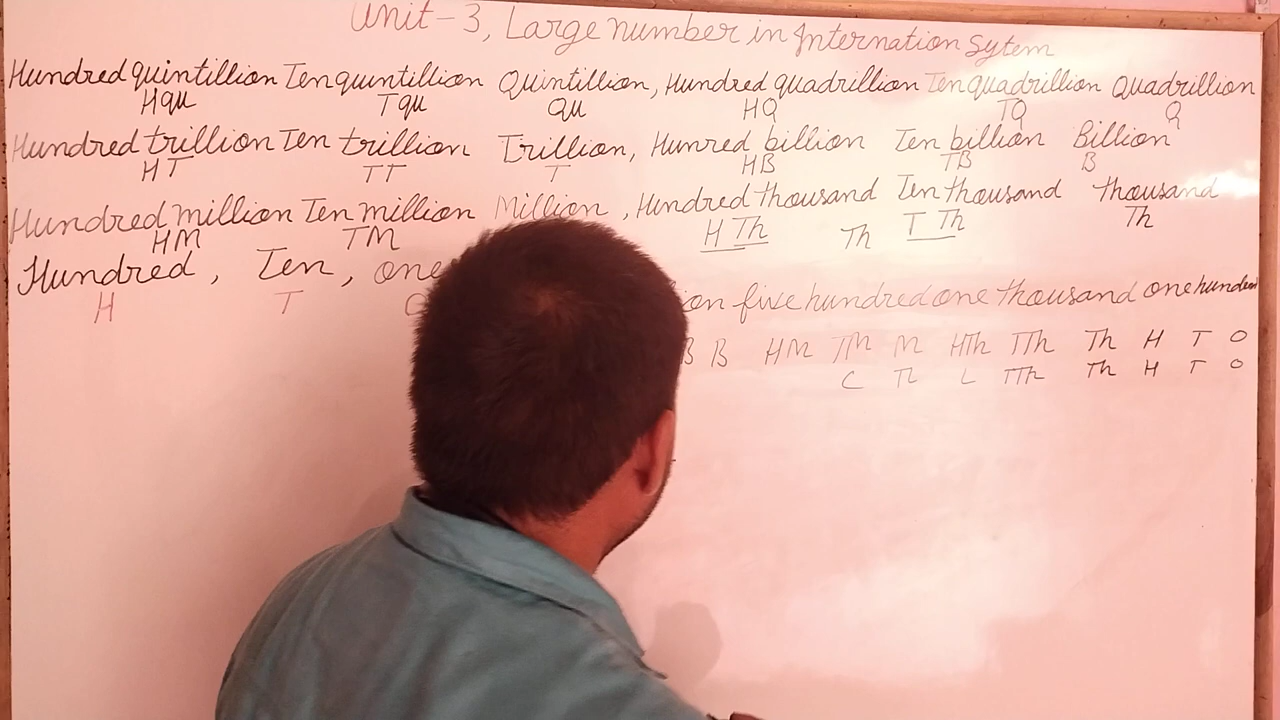 Unit-3, Large number in Internation Sytem
Hundred quintillion Ten quintillion Quintillion, Hundred quadrillion Ten quadrillion Quadrillion
Hqu Tqu Qu HQ TQ Q
Hundred trillion Ten trillion Trillion, Hunred billion Ten billion Billion
HT TT T HB TB B
Hundred million Ten million Million, Hundred thousand Ten thousand thousand
HM TM H Th Th T Th Th
Hundred, Ten, one
H T
five hundred one thousand one hundred
B HM TM M HTh TTh Th H T O
C TL L TTh Th H T O